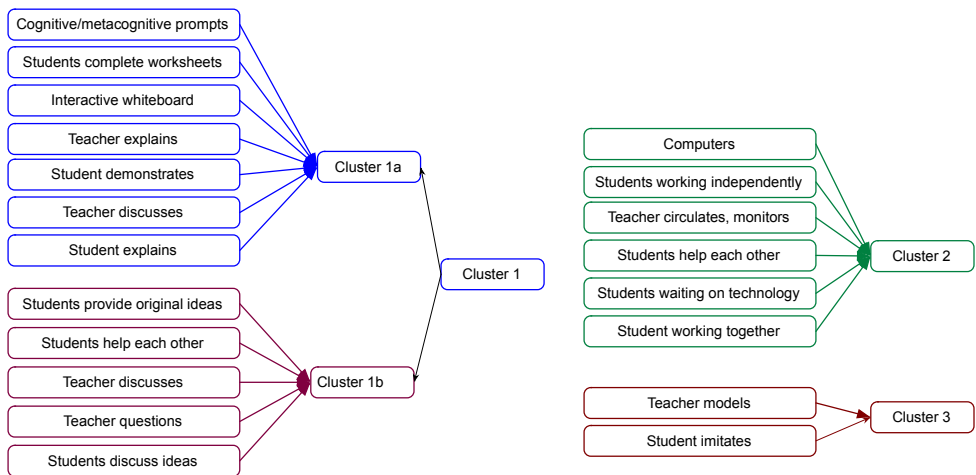 Cognitive/metacognitive prompts
Students complete worksheets
Interactive whiteboard
Teacher explains
Student demonstrates
Teacher discusses
Student explains
Cluster 1a
Cluster 1
Students provide original ideas
Students help each other
Teacher discusses
Teacher questions
Students discuss ideas
Cluster 1b
Computers
Students working independently
Teacher circulates, monitors
Students help each other
Students waiting on technology
Student working together
Cluster 2
Teacher models
Student imitates
Cluster 3